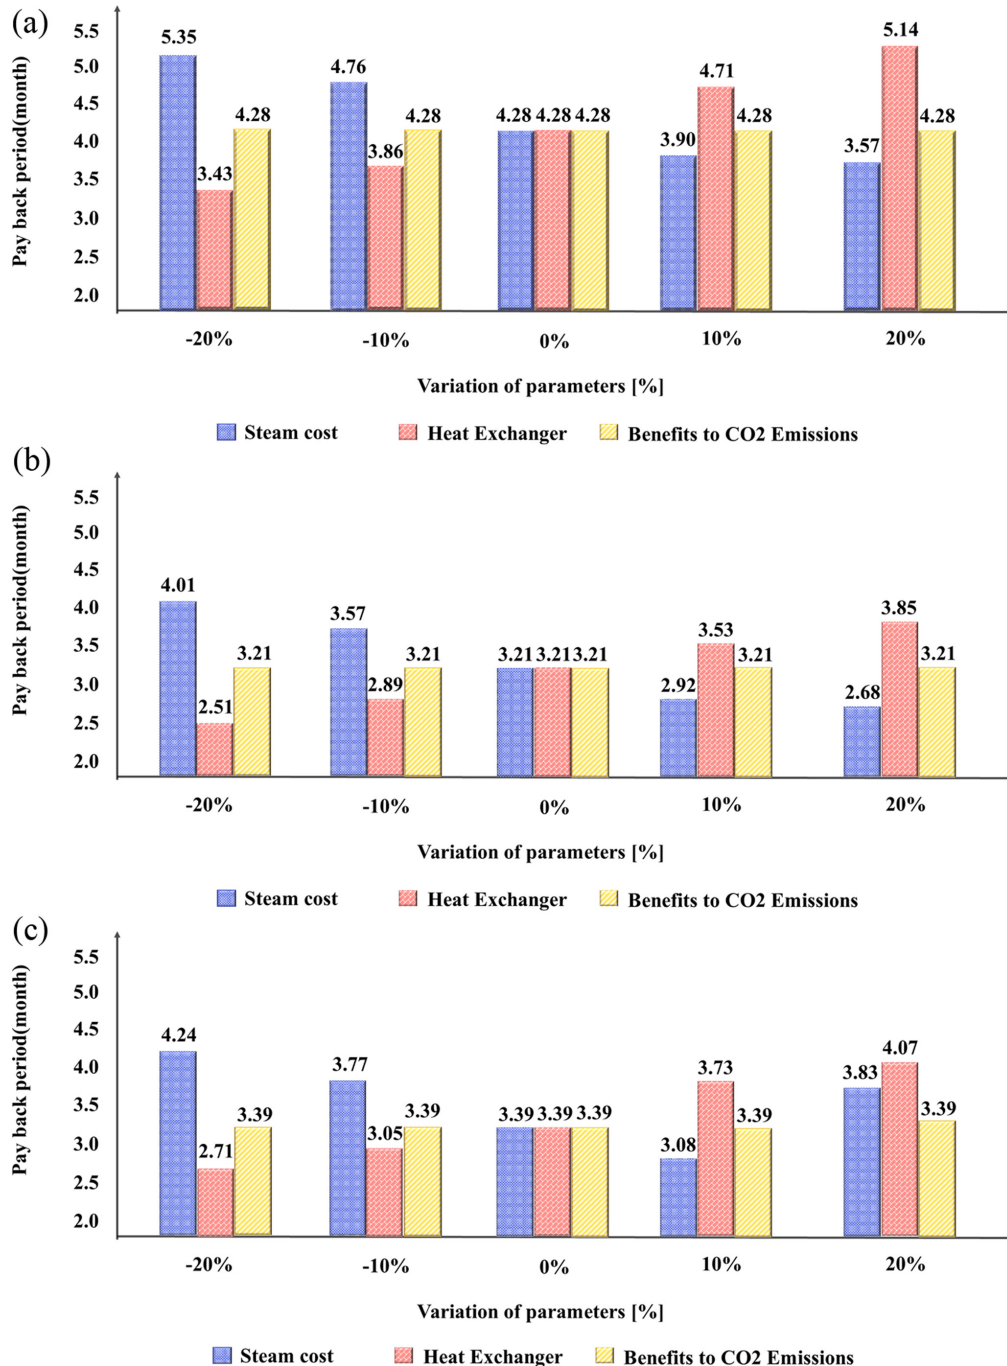 (a)
Pay back period(month)
5.5
5.0
4.5
4.0
3.5
3.0
2.5
2.0
5.35 3.43 4.28
4.76 3.86 4.28
4.28 4.28 4.28
3.90 4.71 4.28
3.57 5.14 4.28
-20% -10% 0% 10% 20%
Variation of parameters [%]
Steam cost Heat Exchanger Benefits to CO2 Emissions
(b)
Pay back period(month)
5.5
5.0
4.5
4.0
3.5
3.0
2.5
2.0
4.01 2.51 3.21
3.57 2.89 3.21
3.21 3.21 3.21
2.92 3.53 3.21
2.68 3.85 3.21
-20% -10% 0% 10% 20%
Variation of parameters [%]
Steam cost Heat Exchanger Benefits to CO2 Emissions
(c)
Pay back period(month)
5.5
5.0
4.5
4.0
3.5
3.0
2.5
2.0
4.24 2.71 3.39
3.77 3.05 3.39
3.39 3.39 3.39
3.08 3.73 3.39
3.83 4.07 3.39
-20% -10% 0% 10% 20%
Variation of parameters [%]
Steam cost Heat Exchanger Benefits to CO2 Emissions